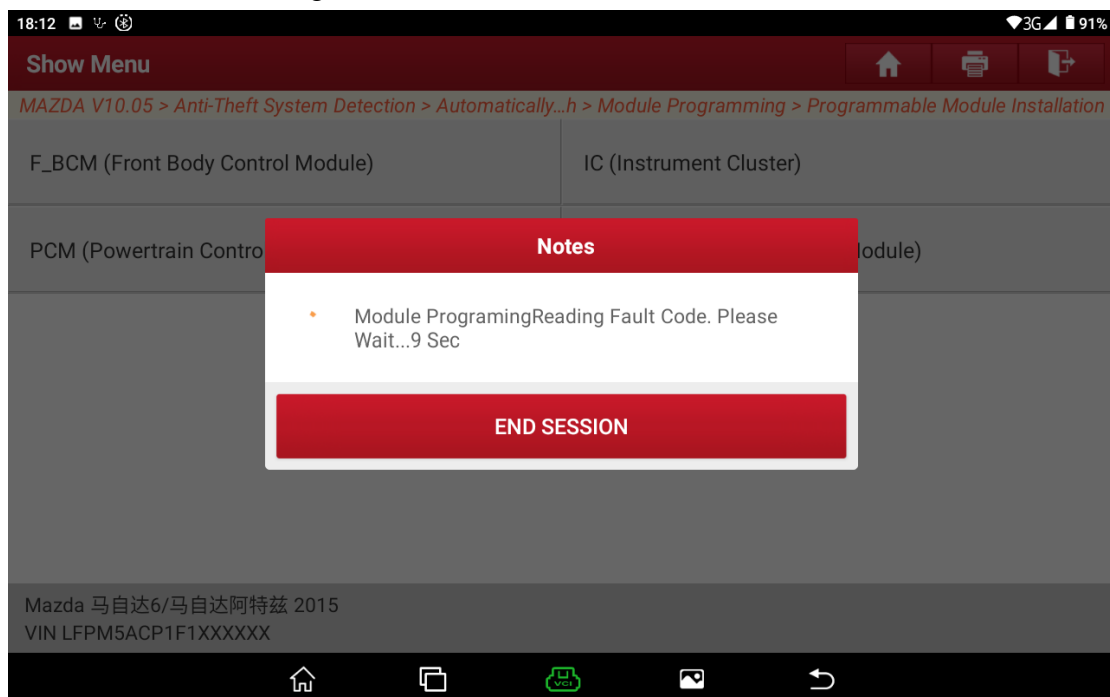 18:12
3G 91%
Show Menu
MAZDA V10.05 > Anti-Theft System Detection > Automatically...h > Module Programming > Programmable Module Installation
F_BCM (Front Body Control Module)
IC (Instrument Cluster)
PCM (Powertrain Contro
odule)
Notes
Module ProgramingReading Fault Code. Please
Wait...9 Sec
END SESSION
Mazda 马自达6/马自达阿特兹 2015
VIN LFPM5ACP1F1XXXXXX
VCI